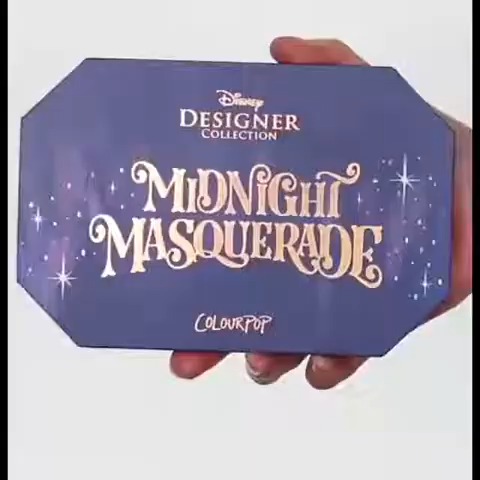 Disney
DESIGNER
COLLECTION
MiDNiGHT
MASQUERADE
COLOURPOP